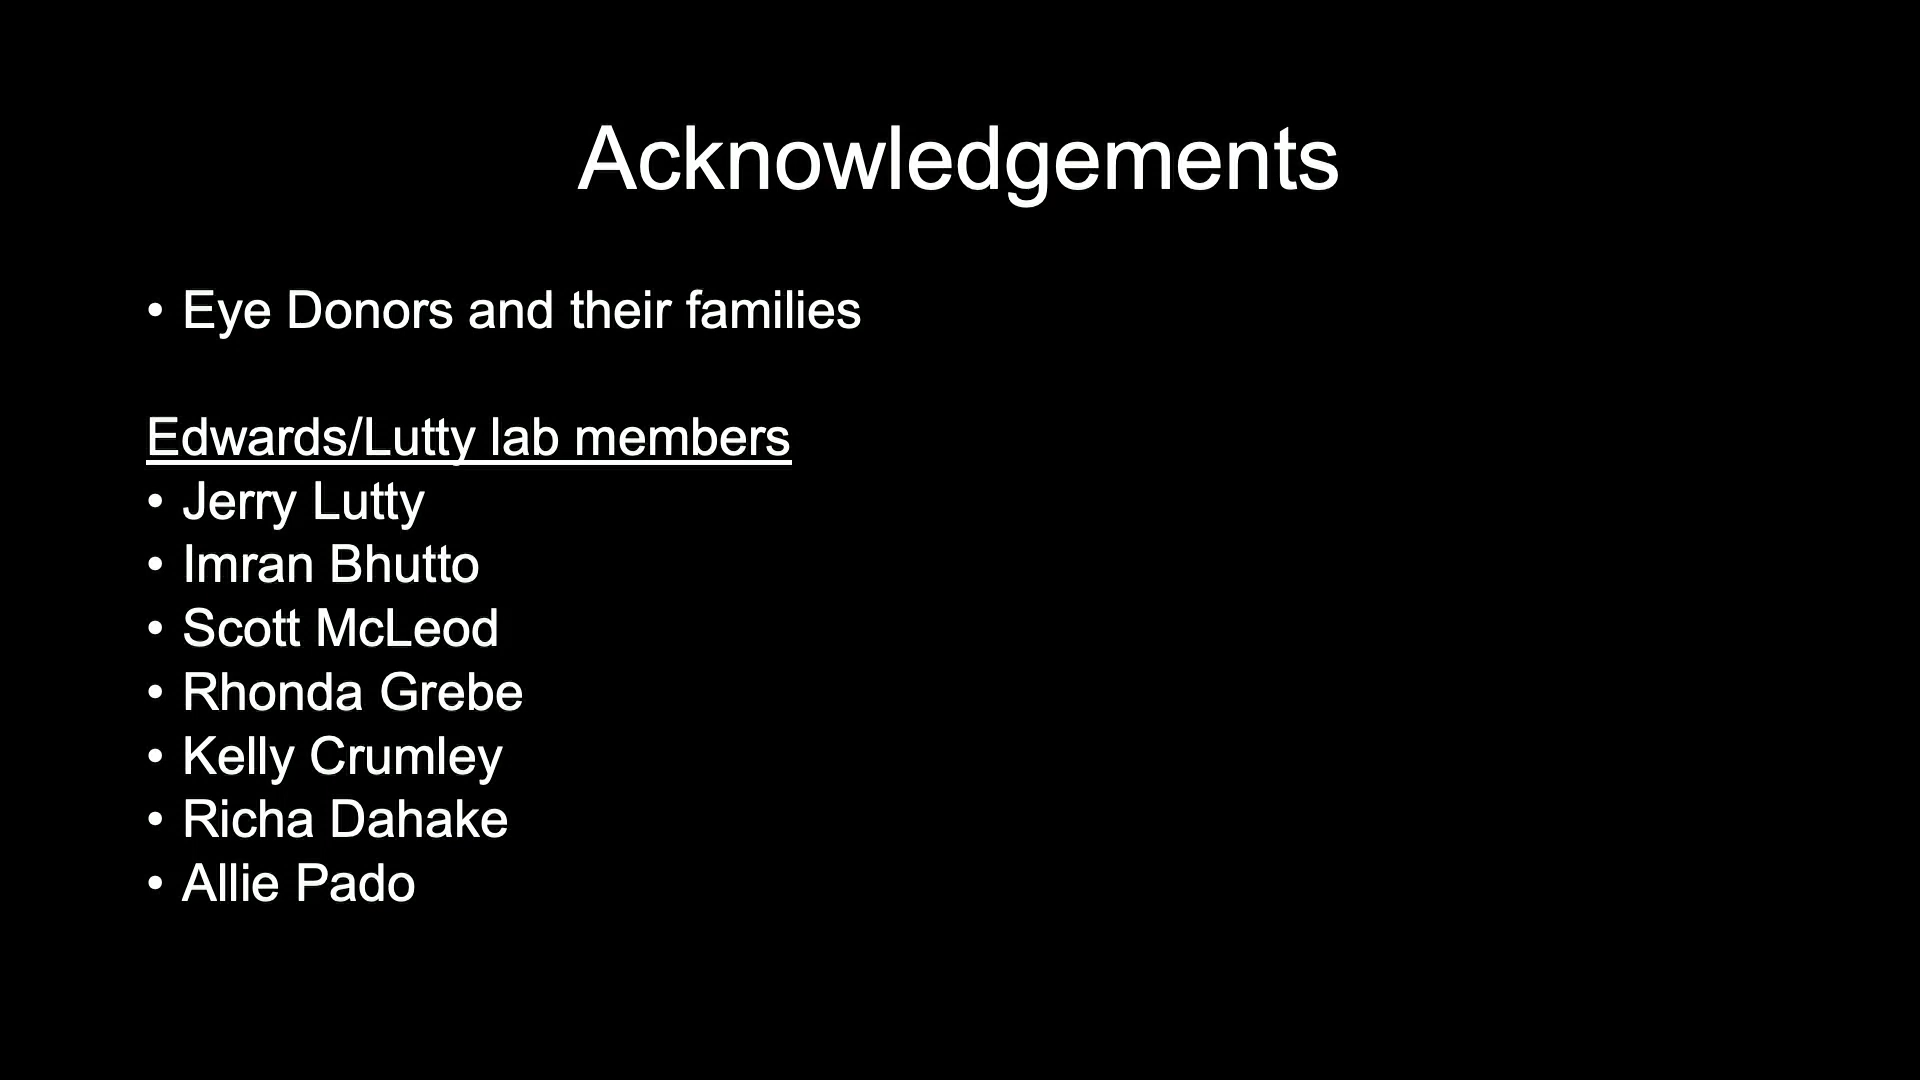 Acknowledgements
• Eye Donors and their families
Edwards/Lutty lab members
• Jerry Lutty
• Imran Bhutto
• Scott McLeod
• Rhonda Grebe
• Kelly Crumley
• Richa Dahake
• Allie Pado